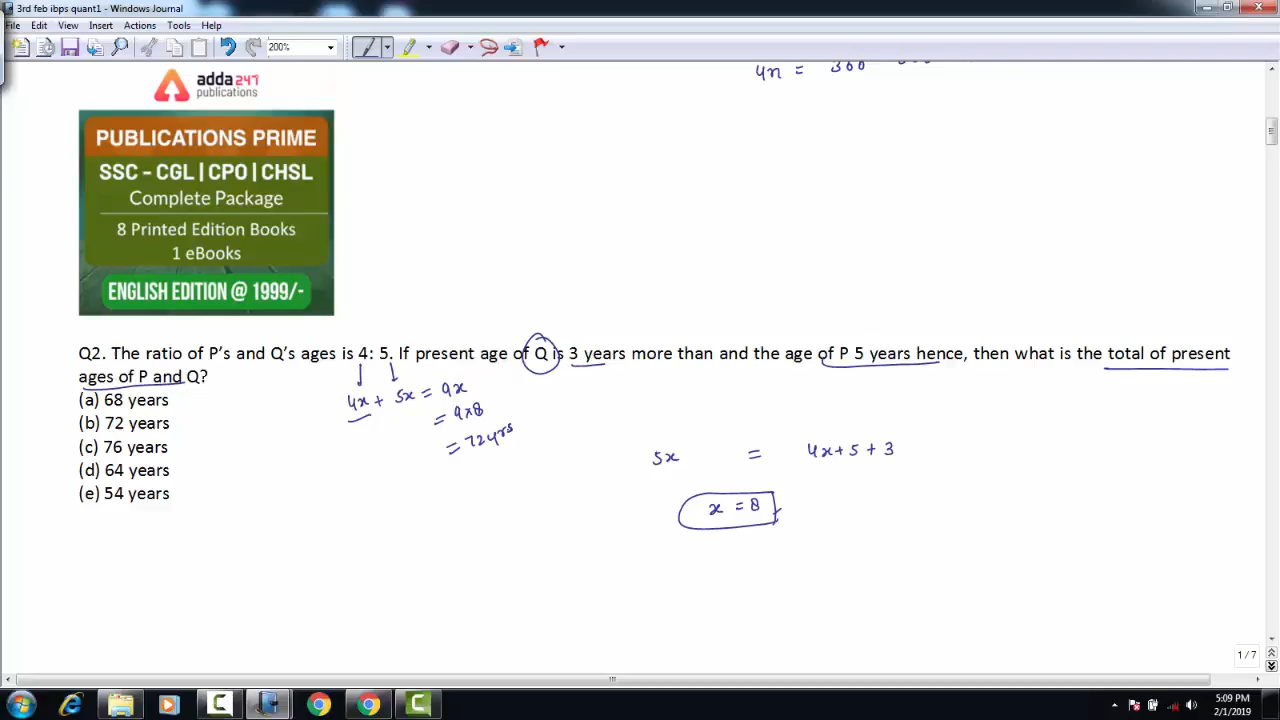 3rd feb ibps quant1 - Windows Journal
File Edit View Insert Actions Tools Help
200%
4n = 300
adda247
publications
PUBLICATIONS PRIME
SSC - CGL | CPO | CHSL
Complete Package
8 Printed Edition Books
1 eBooks
ENGLISH EDITION @ 1999/-
Q2. The ratio of P's and Q's ages is 4: 5. If present age of Q is 3 years more than and the age of P 5 years hence, then what is the total of present
ages of P and Q?
(a) 68 years
(b) 72 years
(c) 76 years
(d) 64 years
(e) 54 years
4x + 5x = 9x
= 9x8
= 72yrs
5x = 4x+5+3
x = 8
1 / 7
5:09 PM
2/1/2019